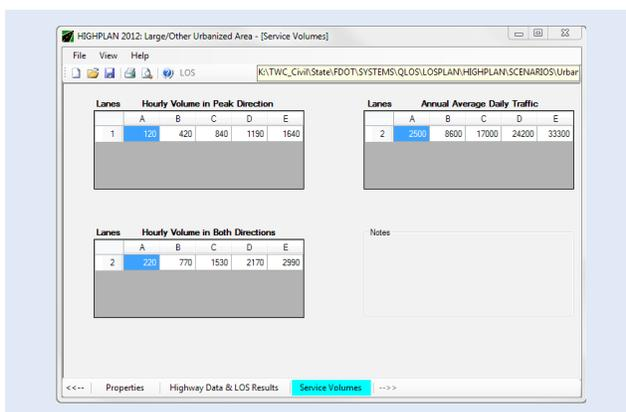 HIGHPLAN 2012: Large/Other Urbanized Area - [Service Volumes]
File View Help
LOS K:\TWC_Civil\State\FDOT\SYSTEMS\QLOS\LOSPLAN\HIGHPLAN\SCENARIOS\Urbar
Lanes Hourly Volume in Peak Direction
A B C D E
1 120 420 840 1190 1640
Lanes Annual Average Daily Traffic
A B C D E
2 2500 8600 17000 24200 33300
Lanes Hourly Volume in Both Directions
A B C D E
2 220 770 1530 2170 2990
Notes
<<-- Properties Highway Data & LOS Results Service Volumes -->>